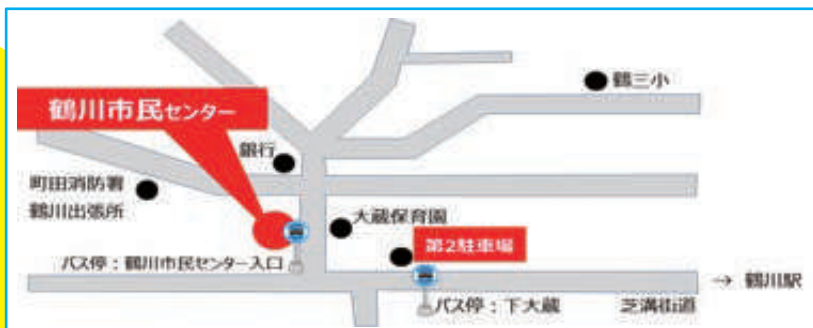 鶴三小
鶴川市民センター
銀行
町田消防署
鶴川出張所
大蔵保育園
第2駐車場
バス停：鶴川市民センター入口
→ 鶴川駅
バス停：下大蔵
芝溝街道